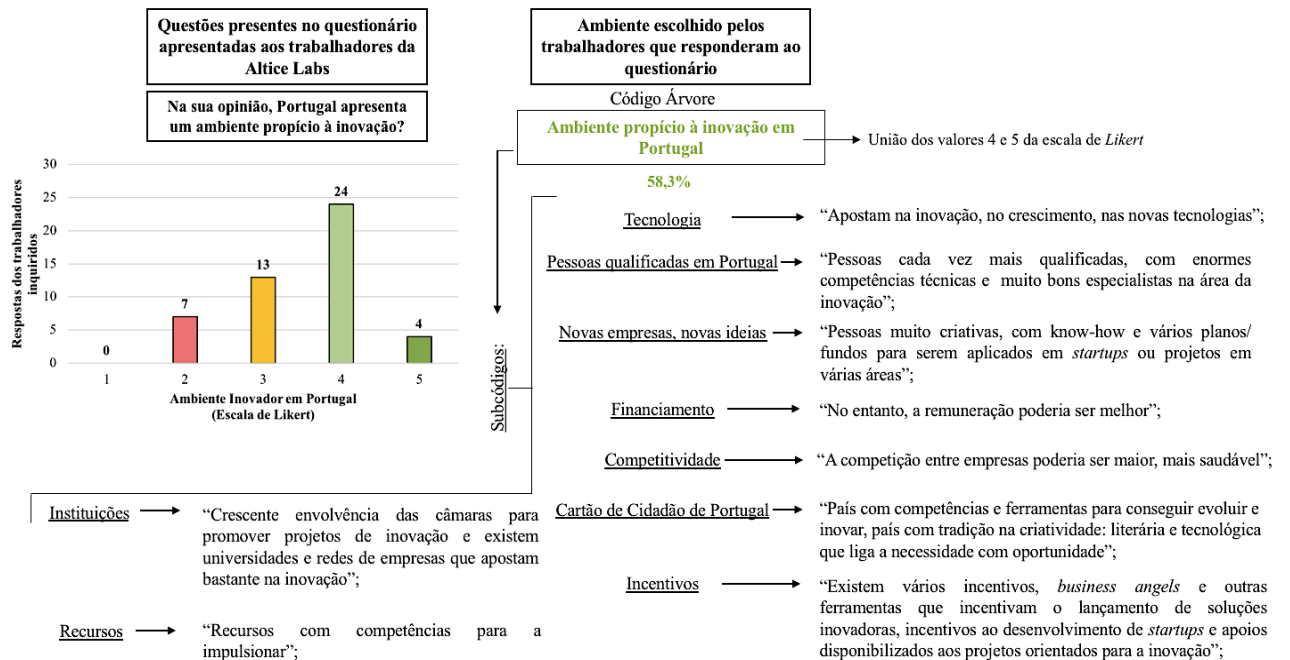 Questões presentes no questionário
apresentadas aos trabalhadores da
Altice Labs
Na sua opinião, Portugal apresenta
um ambiente propício à inovação?
Respostas dos trabalhadores
inquiridos
30
25
20
15
10
5
0
0
7
13
24
4
1
2
3
4
5
Ambiente Inovador em Portugal
(Escala de Likert)
Ambiente escolhido pelos
trabalhadores que responderam ao
questionário
Código Árvore
Ambiente propício à inovação em
Portugal
58,3%
União dos valores 4 e 5 da escala de Likert
Subcódigos:
Tecnologia
“Apostam na inovação, no crescimento, nas novas tecnologias”;
Pessoas qualificadas em Portugal
“Pessoas cada vez mais qualificadas, com enormes
competências técnicas e muito bons especialistas na área da
inovação”;
Novas empresas, novas ideias
“Pessoas muito criativas, com know-how e vários planos/
fundos para serem aplicados em startups ou projetos em
várias áreas”;
Financiamento
“No entanto, a remuneração poderia ser melhor”;
Competitividade
“A competição entre empresas poderia ser maior, mais saudável”;
Cartão de Cidadão de Portugal
“País com competências e ferramentas para conseguir evoluir e
inovar, país com tradição na criatividade: literária e tecnológica
que liga a necessidade com oportunidade”;
Incentivos
“Existem vários incentivos, business angels e outras
ferramentas que incentivam o lançamento de soluções
inovadoras, incentivos ao desenvolvimento de startups e apoios
disponibilizados aos projetos orientados para a inovação”;
Instituições
“Crescente envolvência das câmaras para
promover projetos de inovação e existem
universidades e redes de empresas que apostam
bastante na inovação”;
Recursos
“Recursos com competências para a
impulsionar”;